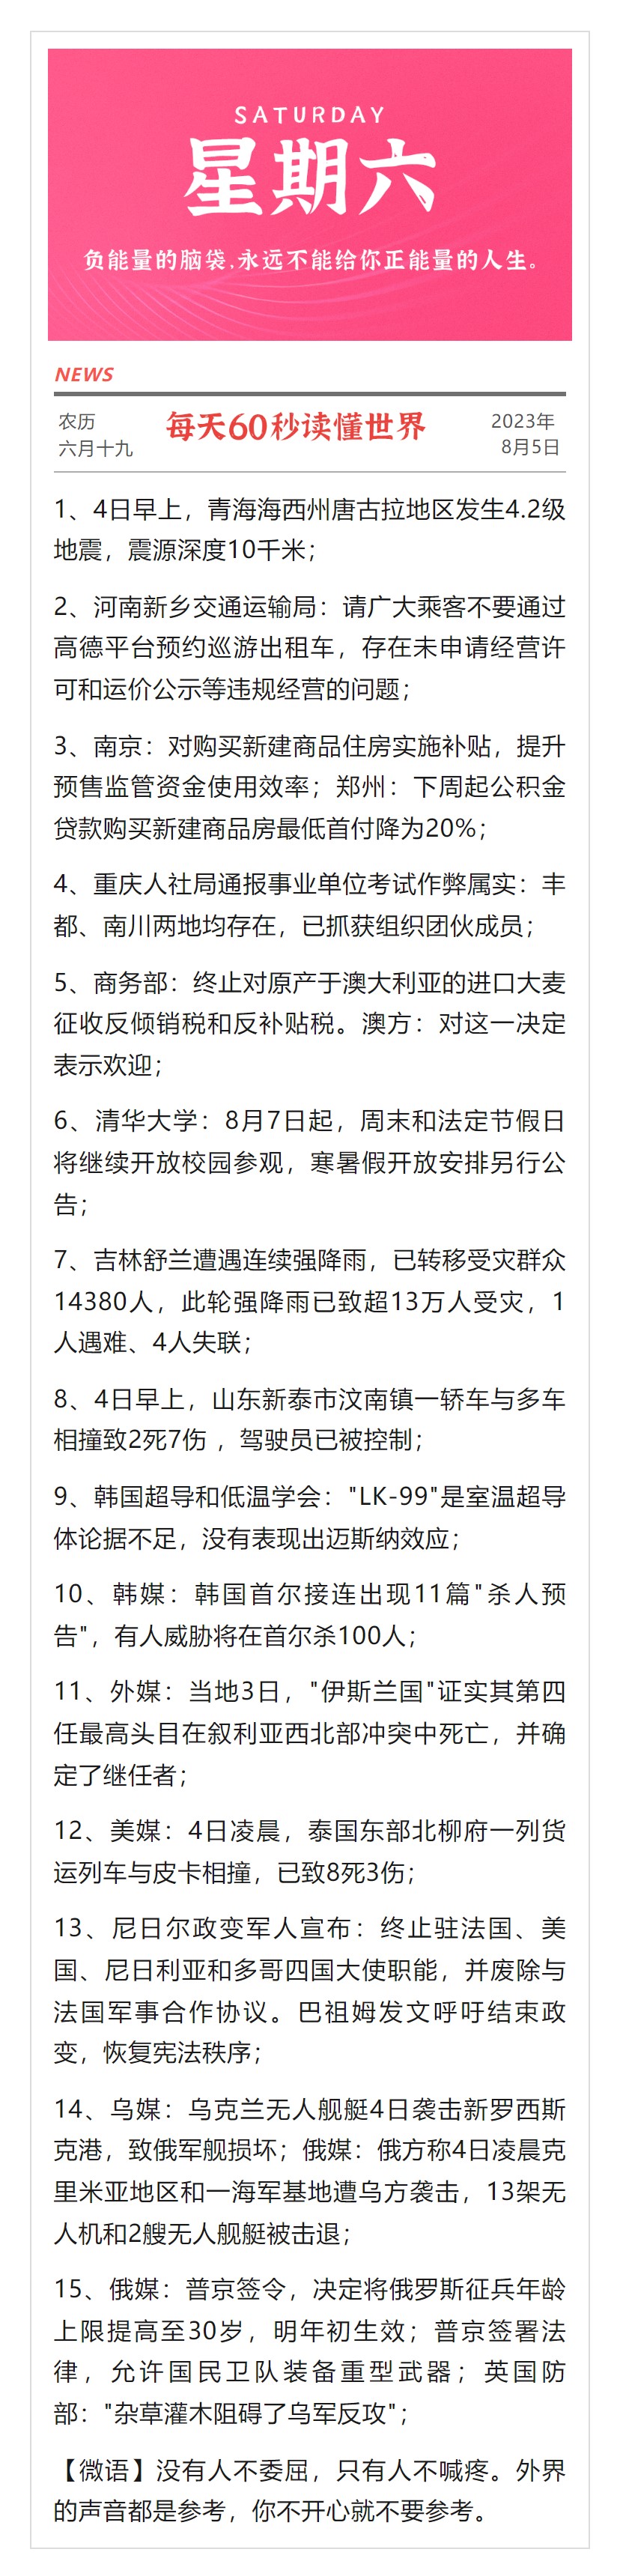 SATURDAY
星期六
负能量的脑袋,永远不能给你正能量的人生。
NEWS
农历
六月十九
每天60秒读懂世界
2023年
8月5日
1、4日早上，青海海西州唐古拉地区发生4.2级
地震，震源深度10千米；
2、河南新乡交通运输局：请广大乘客不要通过
高德平台预约巡游出租车，存在未申请经营许
可和运价公示等违规经营的问题；
3、南京：对购买新建商品住房实施补贴，提升
预售监管资金使用效率；郑州：下周起公积金
贷款购买新建商品房最低首付降为20%；
4、重庆人社局通报事业单位考试作弊属实：丰
都、南川两地均存在，已抓获组织团伙成员；
5、商务部：终止对原产于澳大利亚的进口大麦
征收反倾销税和反补贴税。澳方：对这一决定
表示欢迎；
6、清华大学：8月7日起，周末和法定节假日
将继续开放校园参观，寒暑假开放安排另行公
告；
7、吉林舒兰遭遇连续强降雨，已转移受灾群众
14380人，此轮强降雨已致超13万人受灾，1
人遇难、4人失联；
8、4日早上，山东新泰市汶南镇一轿车与多车
相撞致2死7伤 ，驾驶员已被控制；
9、韩国超导和低温学会："LK-99"是室温超导
体论据不足，没有表现出迈斯纳效应；
10、韩媒：韩国首尔接连出现11篇"杀人预
告"，有人威胁将在首尔杀100人；
11、外媒：当地3日，"伊斯兰国"证实其第四
任最高头目在叙利亚西北部冲突中死亡，并确
定了继任者；
12、美媒：4日凌晨，泰国东部北柳府一列货
运列车与皮卡相撞，已致8死3伤；
13、尼日尔政变军人宣布：终止驻法国、美
国、尼日利亚和多哥四国大使职能，并废除与
法国军事合作协议。巴祖姆发文呼吁结束政
变，恢复宪法秩序；
14、乌媒：乌克兰无人舰艇4日袭击新罗西斯
克港，致俄军舰损坏；俄媒：俄方称4日凌晨克
里米亚地区和一海军基地遭乌方袭击，13架无
人机和2艘无人舰艇被击退；
15、俄媒：普京签令，决定将俄罗斯征兵年龄
上限提高至30岁，明年初生效；普京签署法
律，允许国民卫队装备重型武器；英国防
部："杂草灌木阻碍了乌军反攻"；
【微语】没有人不委屈，只有人不喊疼。外界
的声音都是参考，你不开心就不要参考。